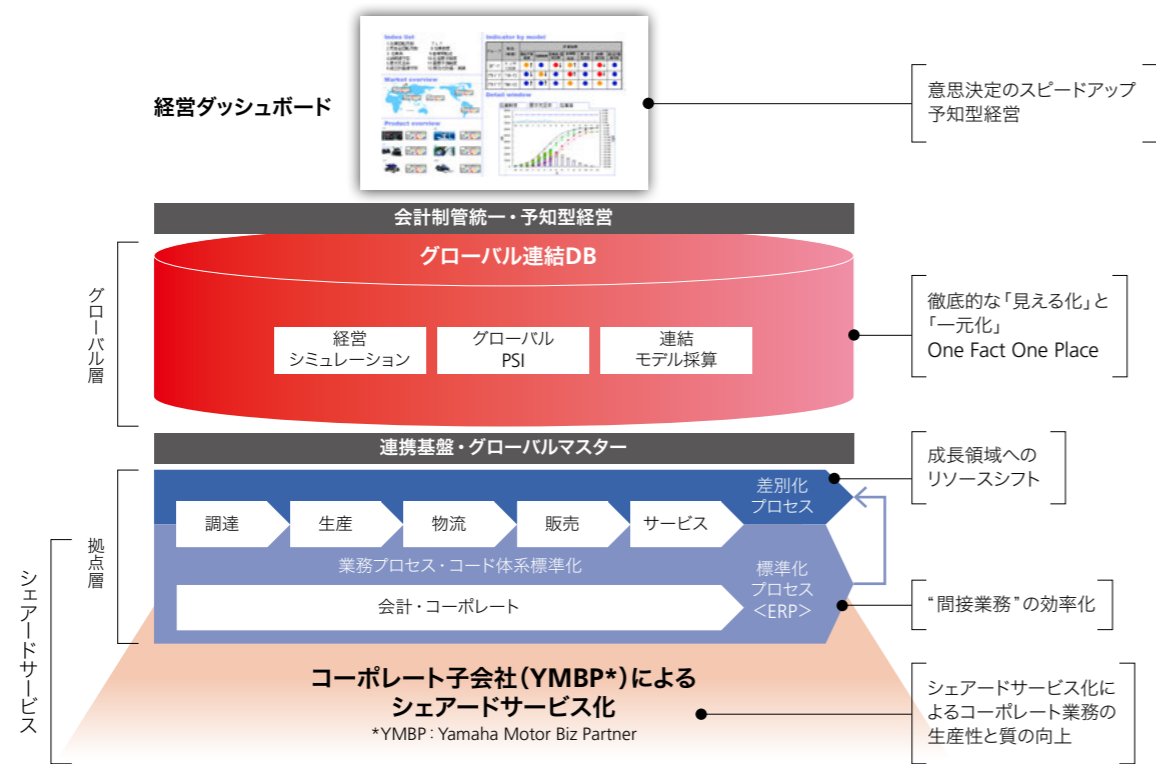 経営ダッシュボード
Index list
Market overview
Product overview
Indicator by model
Detail window
意思決定のスピードアップ
予知型経営
会計制管統一・予知型経営
グローバル連結DB
グローバル層
経営
シミュレーション
グローバル
PSI
連結
モデル採算
徹底的な「見える化」と
「一元化」
One Fact One Place
連携基盤・グローバルマスター
成長領域への
リソースシフト
差別化
プロセス
調達
生産
物流
販売
サービス
拠点層
業務プロセス・コード体系標準化
標準化
プロセス
<ERP>
会計・コーポレート
“間接業務”の効率化
シェアードサービス
コーポレート子会社(YMBP*)による
シェアードサービス化
*YMBP:Yamaha Motor Biz Partner
シェアードサービス化に
よるコーポレート業務の
生産性と質の向上